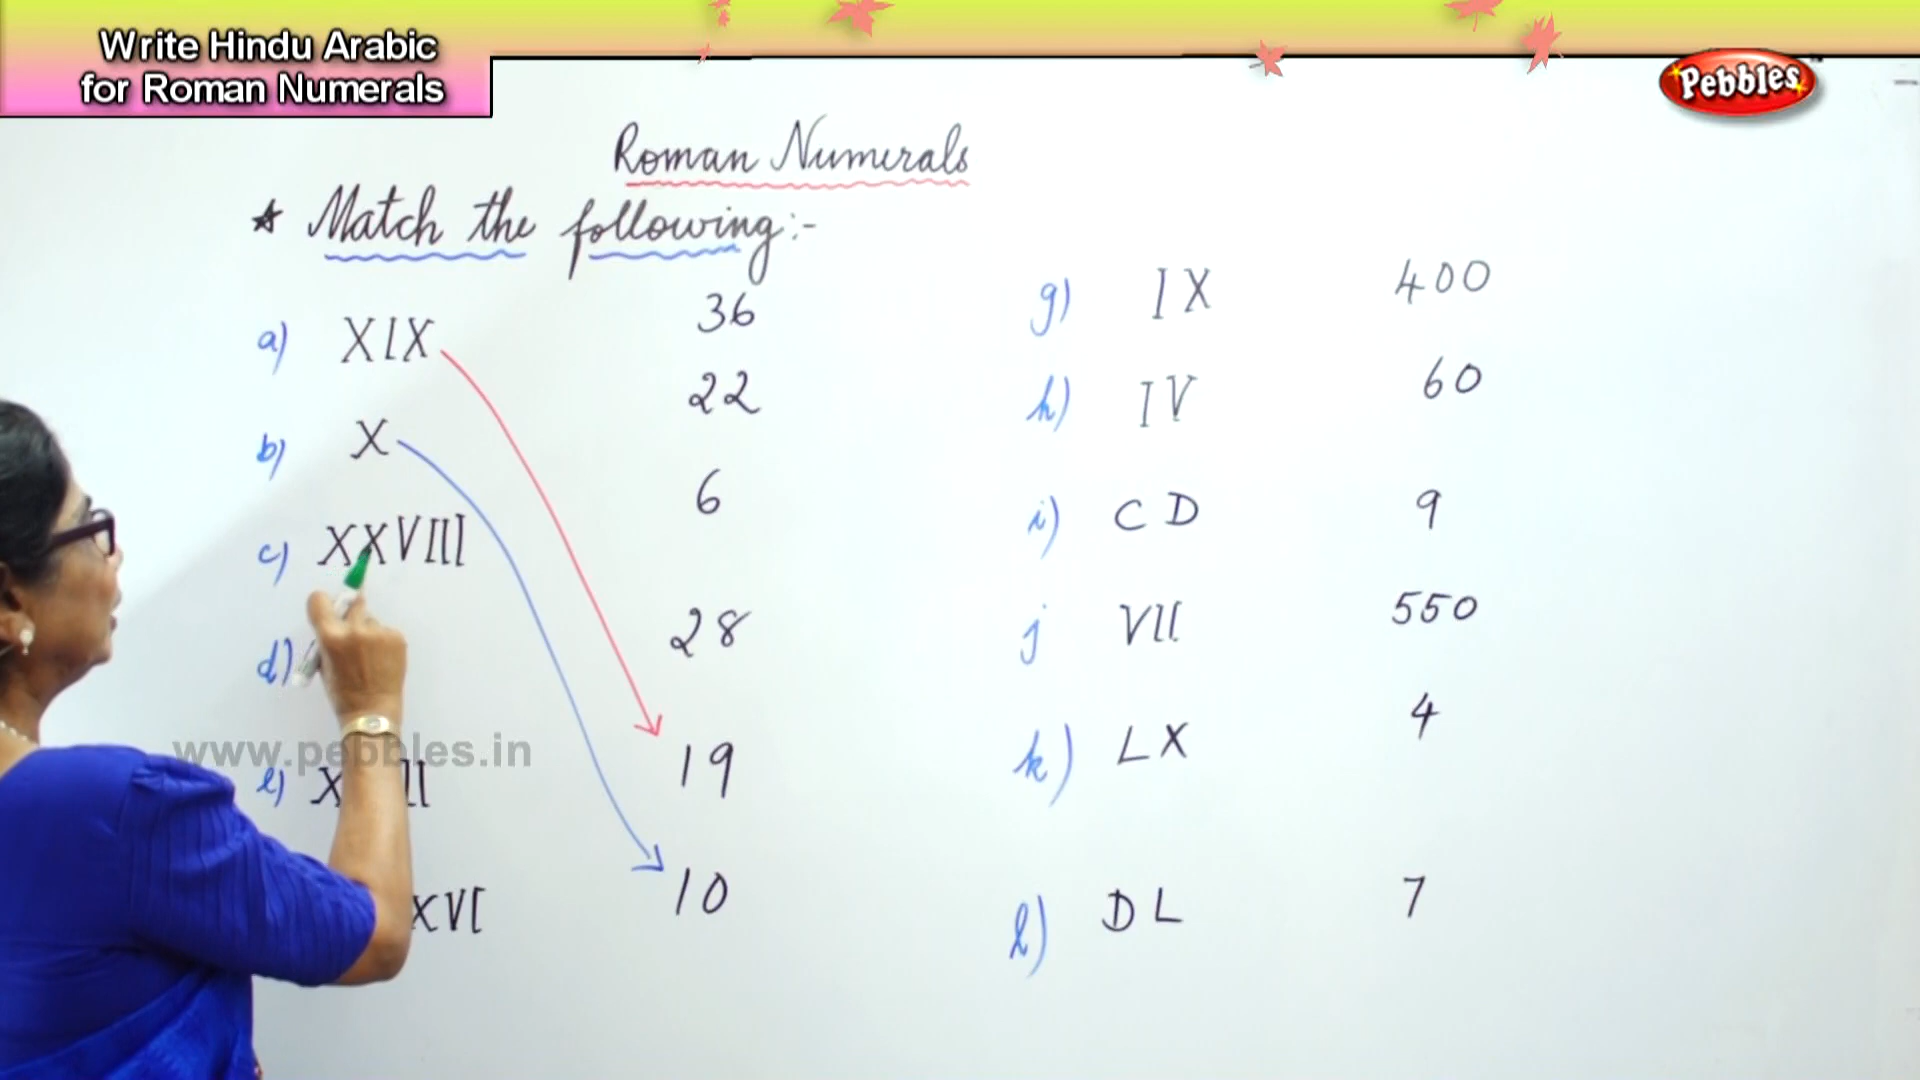 Write Hindu Arabic
for Roman Numerals
Pebbles
Roman Numerals
★ Match the following:-
a) XIX 36
b) X 22
c) XXVIII 6
d) 28
e) 19
XVI 10
g) IX 400
h) IV 60
i) CD 9
j VII 550
k) LX 4
l) DL 7
www.pebbles.in